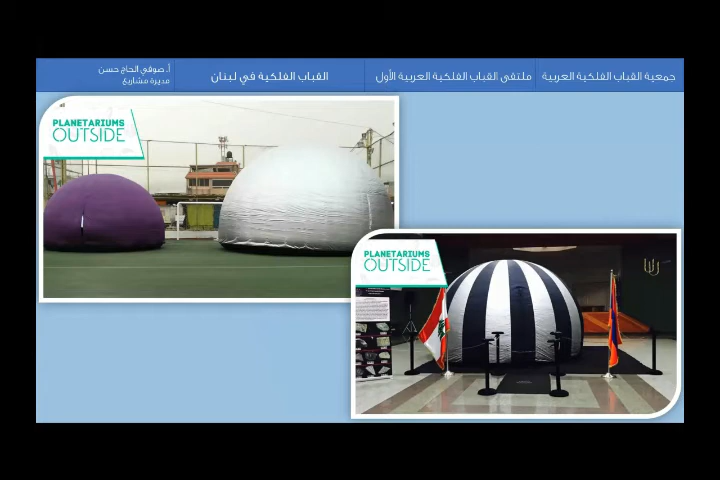 جمعية القباب الفلكية العربية
ملتقى القباب الفلكية العربية الأول
القباب الفلكية في لبنان
أ. صوفي الحاج حسن
مديرة مشاريع
PLANETARIUMS
OUTSIDE
PLANETARIUMS
OUTSIDE